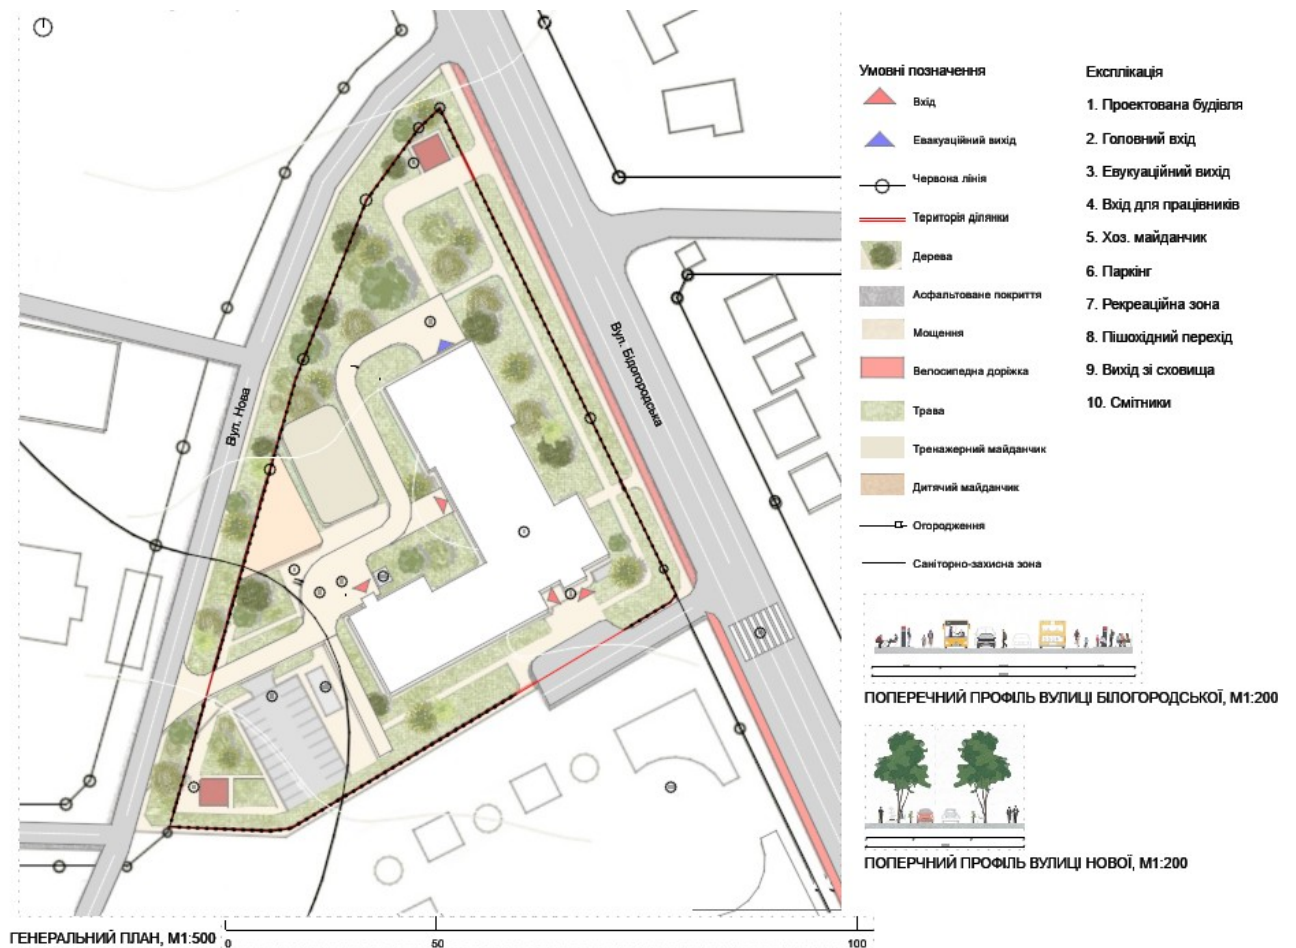 Умовні позначення
Вхід
Евакуаційний вихід
Червона лінія
Територія ділянки
Дерева
Асфальтоване покриття
Мощення
Велосипедна доріжка
Трава
Тренажерний майданчик
Дитячий майданчик
Огородження
Саниторно-захисна зона
Експлікація
1. Проектована будівля
2. Головний вхід
3. Евукуаційний вихід
4. Вхід для працівників
5. Хоз. майданчик
6. Паркінг
7. Рекреаційна зона
8. Пішохідний перехід
9. Вихід зі сховища
10. Смітники
Вул. Нова
Вул. Бідогородська
ПОПЕРЕЧНИЙ ПРОФІЛЬ ВУЛИЦІ БІЛОГОРОДСЬКОЇ, М1:200
ПОПЕРЧНИЙ ПРОФІЛЬ ВУЛИЦІ НОВОЇ, М1:200
ГЕНЕРАЛЬНИЙ ПЛАН, М1:500
0 50 100